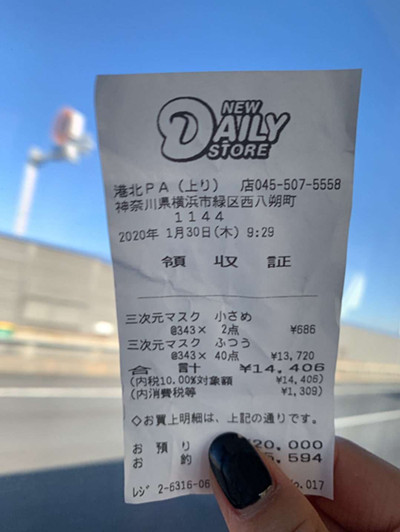 NEW
DAILY
STORE
港北PA(上り) 店045-507-5558
神奈川県横浜市緑区西八朔町
1144
2020年 1月30日(木) 9:29
領収証
三次元マスク 小さめ
@343× 2点 ¥686
三次元マスク ふつう
@343× 40点 ¥13,720
合計 ¥14,406
(内税10.00%対象額 ¥14,406)
(内消費税等 ¥1,309)
◇お買上明細は、上記の通りです。
お預り 20,000
お釣 5,594
レジ 2-6316-06 No.017